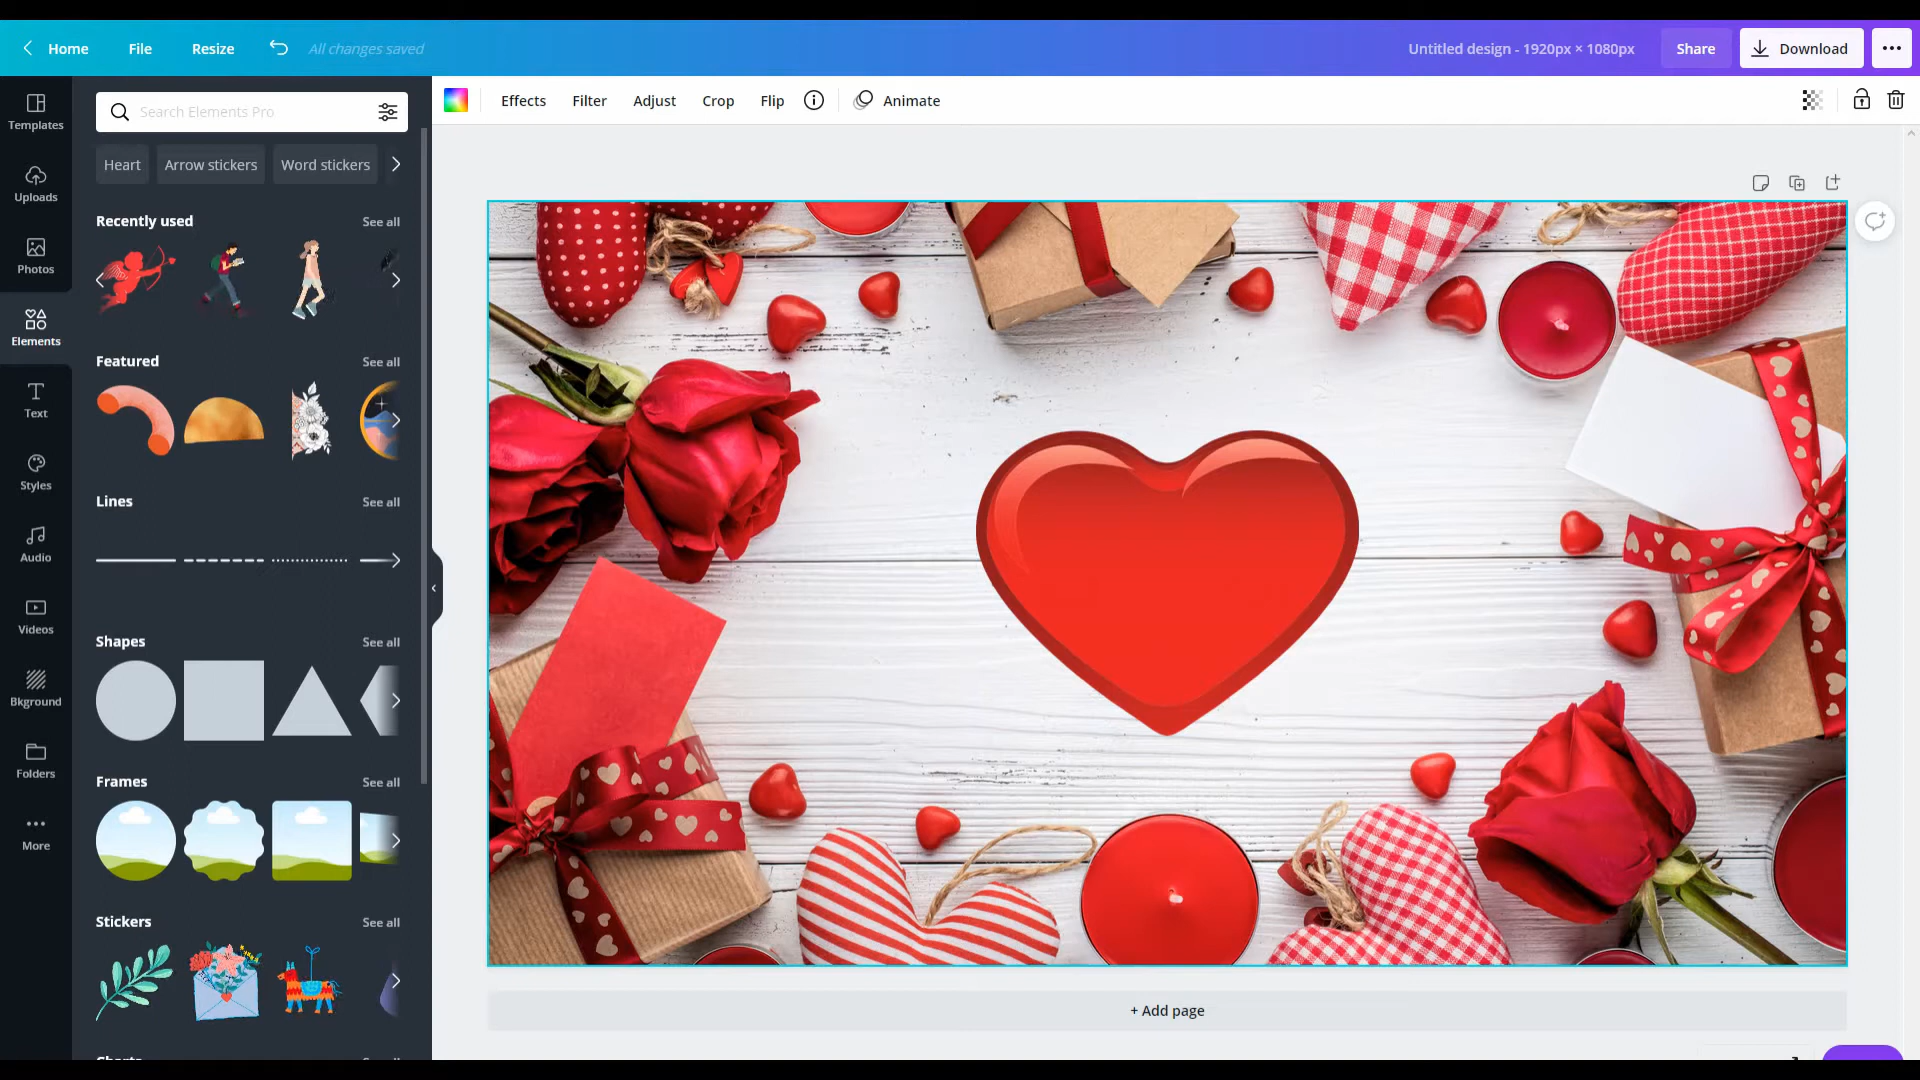 Home
File
Resize
All changes saved
Untitled design - 1920px × 1080px
Share
Download
Templates
Uploads
Photos
Elements
Text
Styles
Audio
Videos
Bkground
Folders
More
Search Elements Pro
Heart
Arrow stickers
Word stickers
Recently used
See all
Featured
See all
Lines
See all
Shapes
See all
Frames
See all
Stickers
See all
Charts
See all
Effects
Filter
Adjust
Crop
Flip
Animate
+ Add page